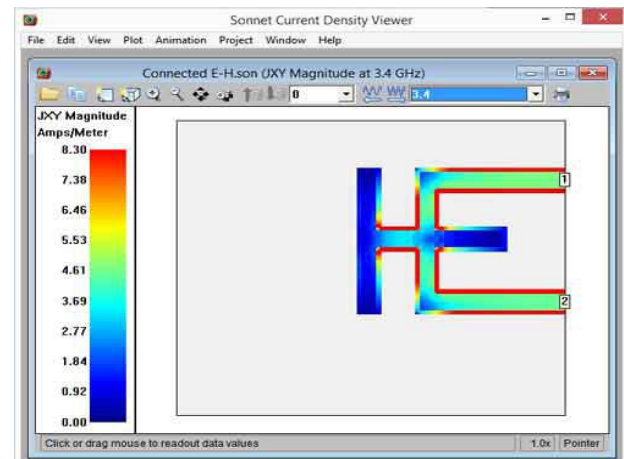 Sonnet Current Density Viewer
File Edit View Plot Animation Project Window Help
Connected E-H.son (JXY Magnitude at 3.4 GHz)
0 3.4
JXY Magnitude
Amps/Meter
8.30
7.38
6.46
5.53
4.61
3.69
2.77
1.84
0.92
0.00
1
2
Click or drag mouse to readout data values 1.0x Pointer